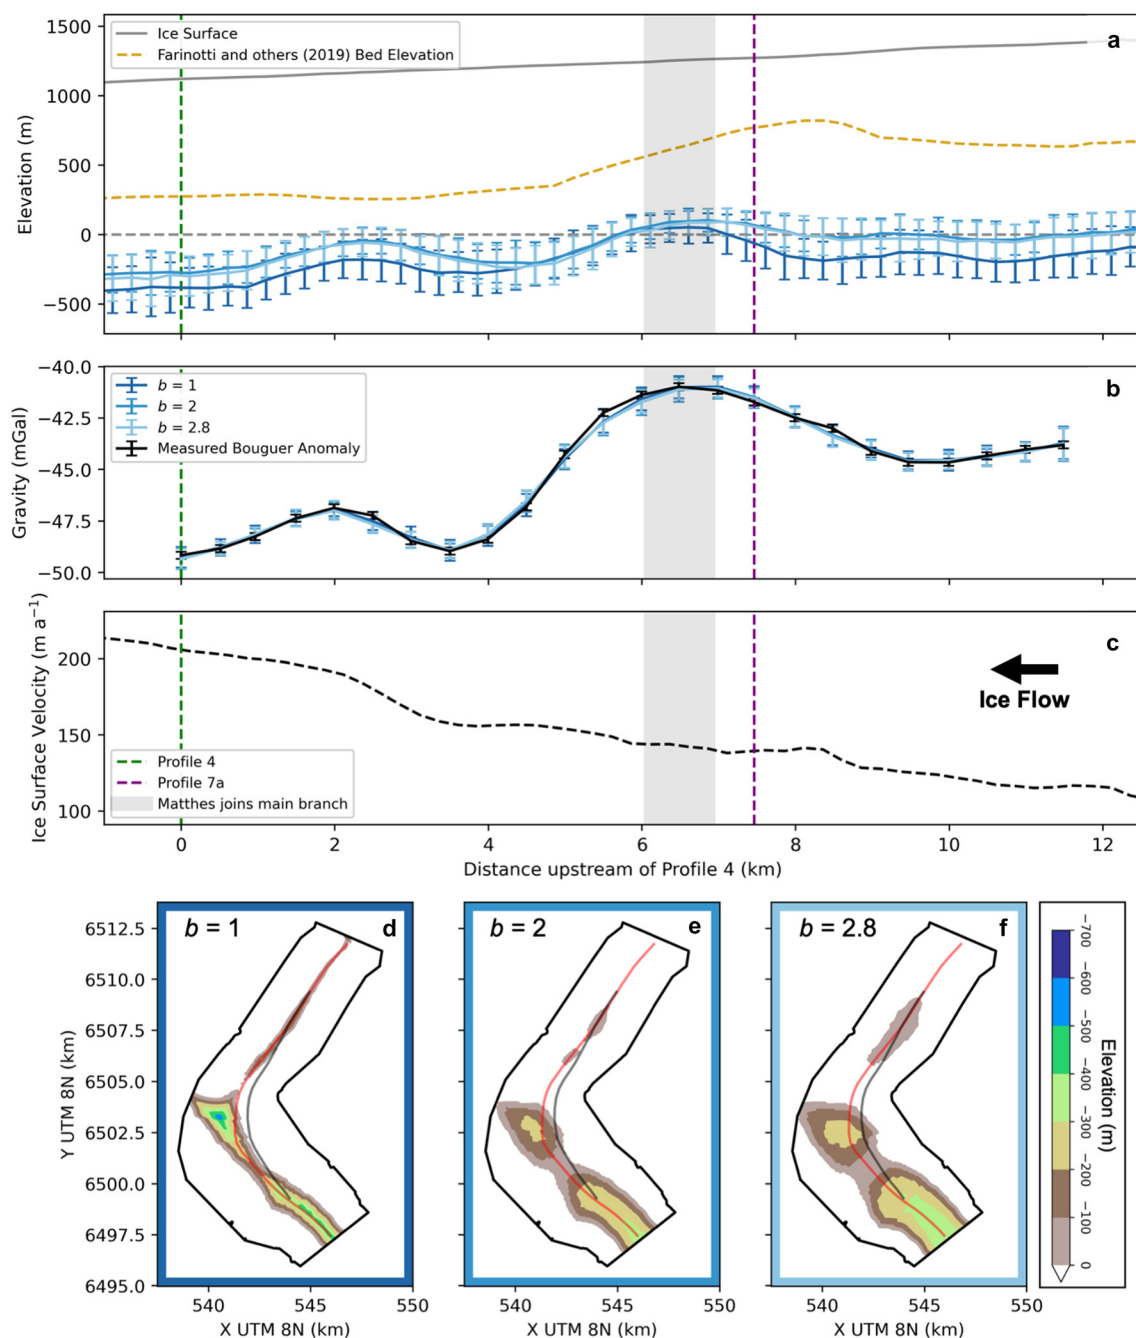 Ice Surface
Farinotti and others (2019) Bed Elevation
a
1500
1000
500
0
−500
Elevation (m)
b = 1
b = 2
b = 2.8
Measured Bouguer Anomaly
b
−40.0
−42.5
−45.0
−47.5
−50.0
Gravity (mGal)
c
Ice Flow
200
150
100
Ice Surface Velocity (m a⁻¹)
Profile 4
Profile 7a
Matthes joins main branch
0 2 4 6 8 10 12
Distance upstream of Profile 4 (km)
b = 1 d
b = 2 e
b = 2.8 f
6512.5
6510.0
6507.5
6505.0
6502.5
6500.0
6497.5
6495.0
Y UTM 8N (km)
540 545 550
540 545 550
540 545 550
X UTM 8N (km)
X UTM 8N (km)
X UTM 8N (km)
−700
−600
−500
−400
−300
−200
−100
0
Elevation (m)